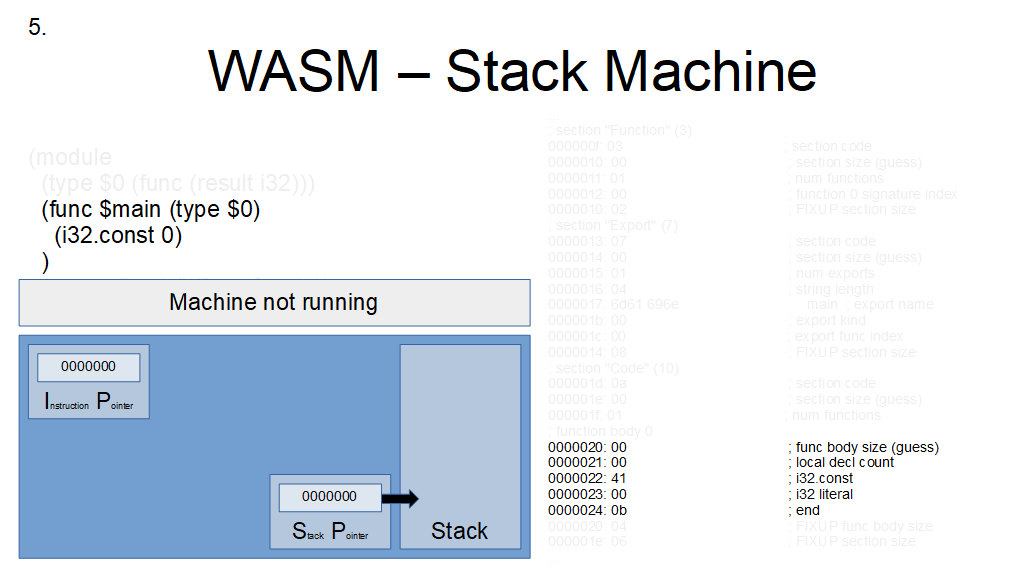 5.
WASM – Stack Machine
(module
(type $0 (func (result i32)))
(func $main (type $0)
(i32.const 0)
)
Machine not running
0000000
Instruction Pointer
0000000
Stack Pointer
Stack
; section "Function" (3)
000000f: 03 ; section code
0000010: 00 ; section size (guess)
0000011: 01 ; num functions
0000012: 00 ; function 0 signature index
0000010: 02 ; FIXUP section size
; section "Export" (7)
0000013: 07 ; section code
0000014: 00 ; section size (guess)
0000015: 01 ; num exports
0000016: 04 ; string length
0000017: 6d61 696e main ; export name
000001b: 00 ; export kind
000001c: 00 ; export func index
0000014: 08 ; FIXUP section size
; section "Code" (10)
000001d: 0a ; section code
000001e: 00 ; section size (guess)
000001f: 01 ; num functions
; function body 0
0000020: 00 ; func body size (guess)
0000021: 00 ; local decl count
0000022: 41 ; i32.const
0000023: 00 ; i32 literal
0000024: 0b ; end
0000020: 04 ; FIXUP func body size
000001e: 06 ; FIXUP section size